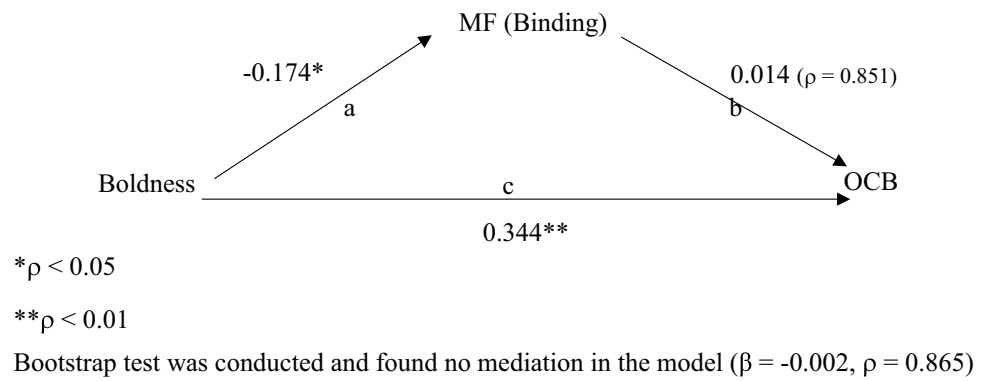 MF (Binding)
-0.174*
0.014 (ρ = 0.851)
a
b
Boldness
c
OCB
0.344**
*ρ < 0.05
**ρ < 0.01
Bootstrap test was conducted and found no mediation in the model (β = -0.002, ρ = 0.865)